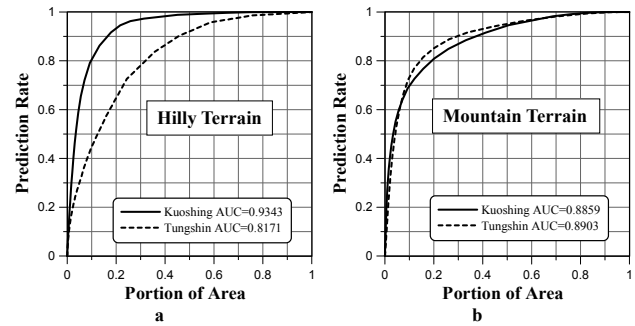 1
0.8
0.6
0.4
0.2
0
Prediction Rate
Hilly Terrain
Kuoshing AUC=0.9343
Tungshin AUC=0.8171
0 0.2 0.4 0.6 0.8 1
Portion of Area
a
1
0.8
0.6
0.4
0.2
0
Prediction Rate
Mountain Terrain
Kuoshing AUC=0.8859
Tungshin AUC=0.8903
0 0.2 0.4 0.6 0.8 1
Portion of Area
b